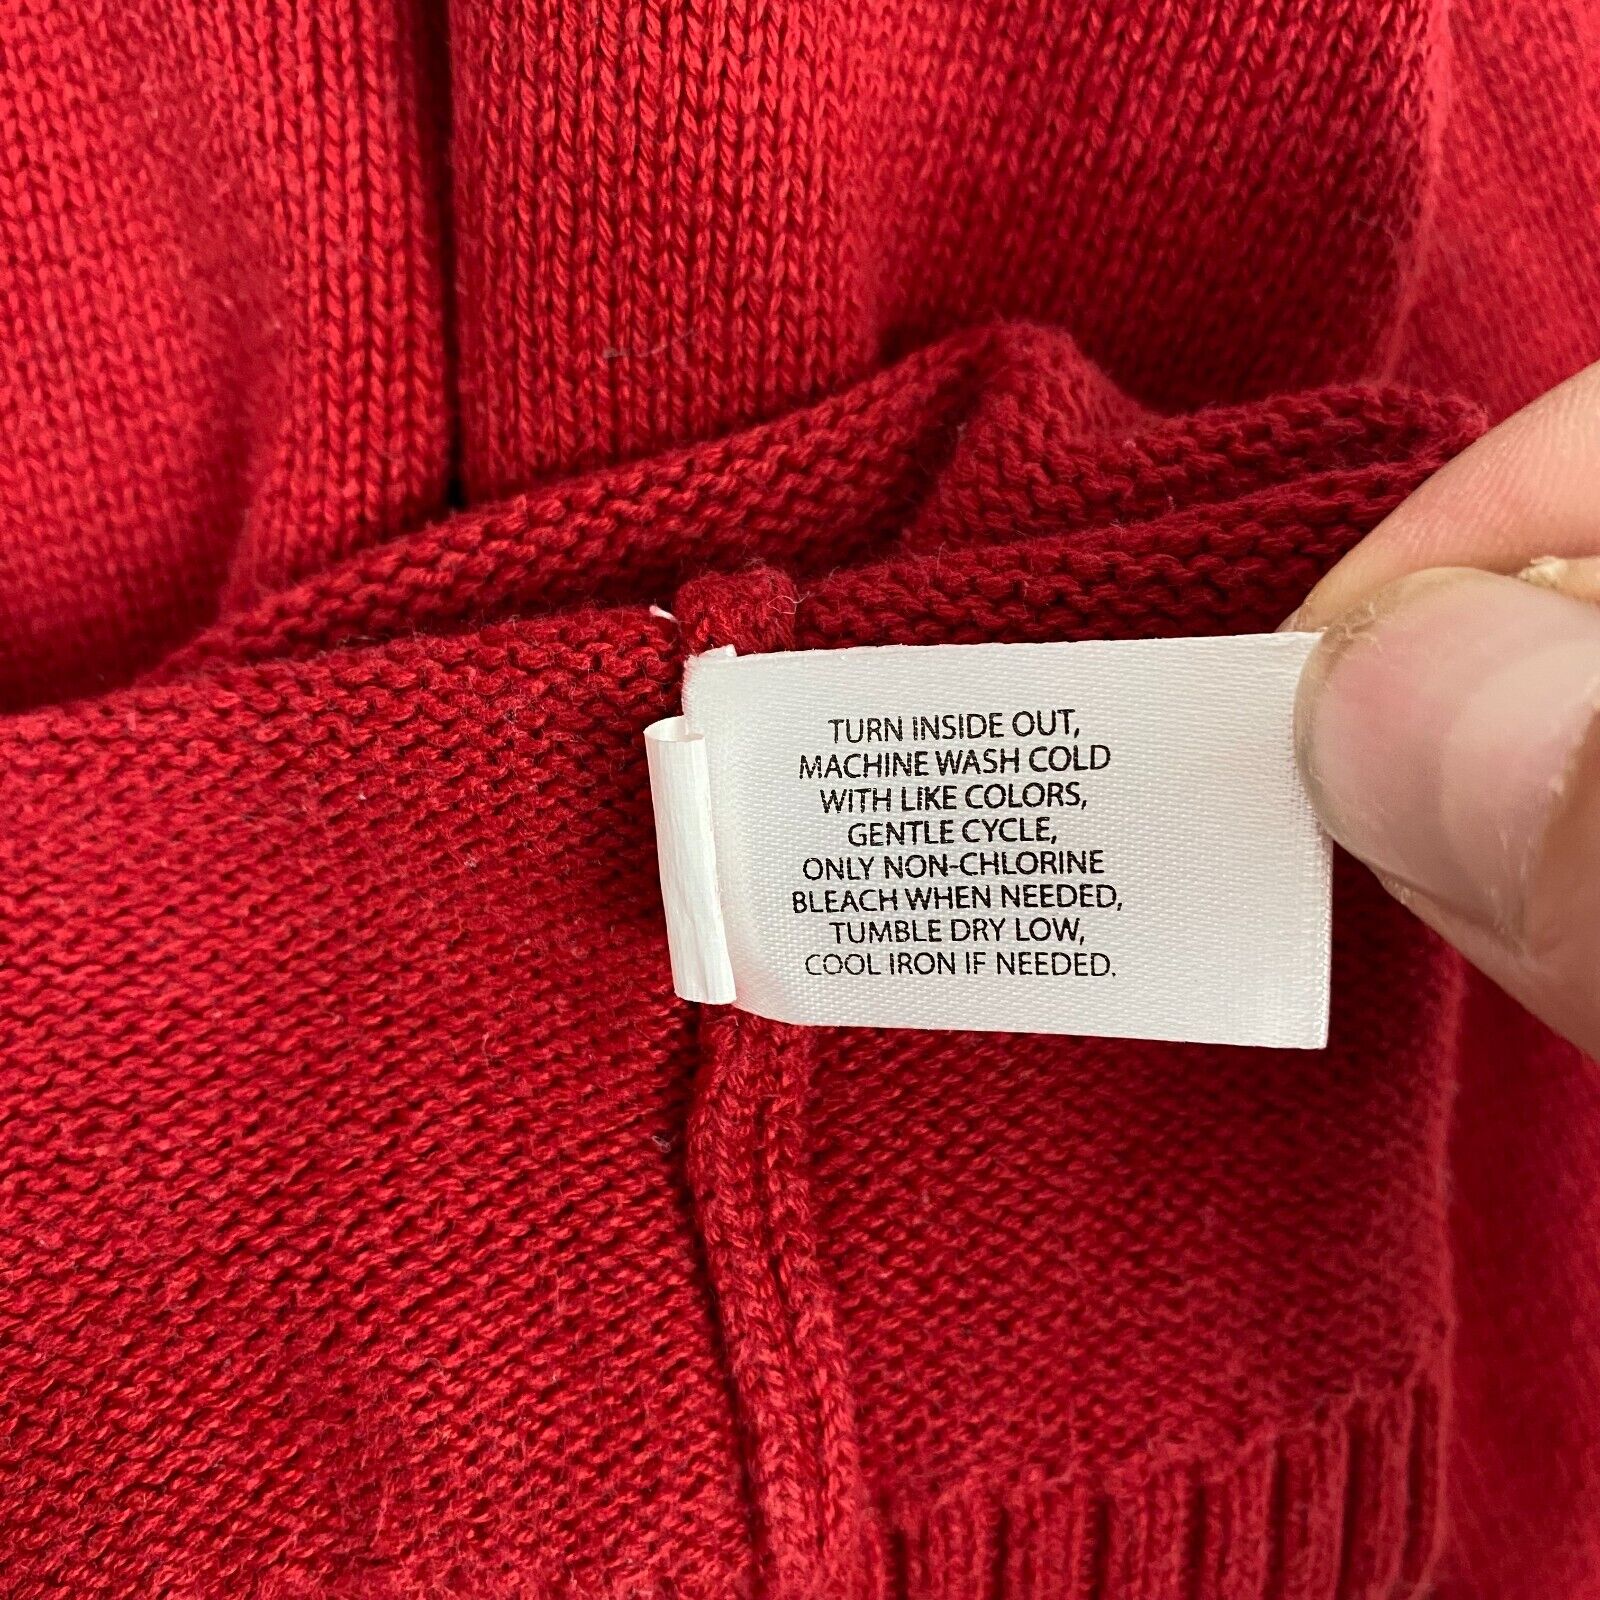 TURN INSIDE OUT,
MACHINE WASH COLD
WITH LIKE COLORS,
GENTLE CYCLE,
ONLY NON-CHLORINE
BLEACH WHEN NEEDED,
TUMBLE DRY LOW,
COOL IRON IF NEEDED.